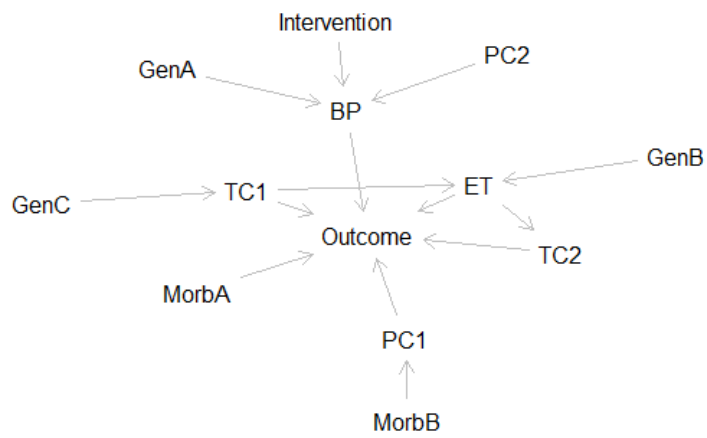 Intervention
GenA
PC2
BP
GenB
TC1
ET
GenC
Outcome
TC2
MorbA
PC1
MorbB